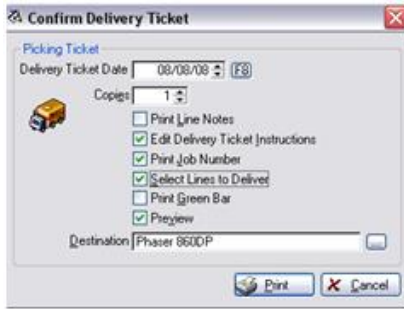 Confirm Delivery Ticket
Picking Ticket
Delivery Ticket Date 08/08/08 F8
Copies 1
Print Line Notes
Edit Delivery Ticket Instructions
Print Job Number
Select Lines to Deliver
Print Green Bar
Preview
Destination Phaser 860DP ...
Print Cancel